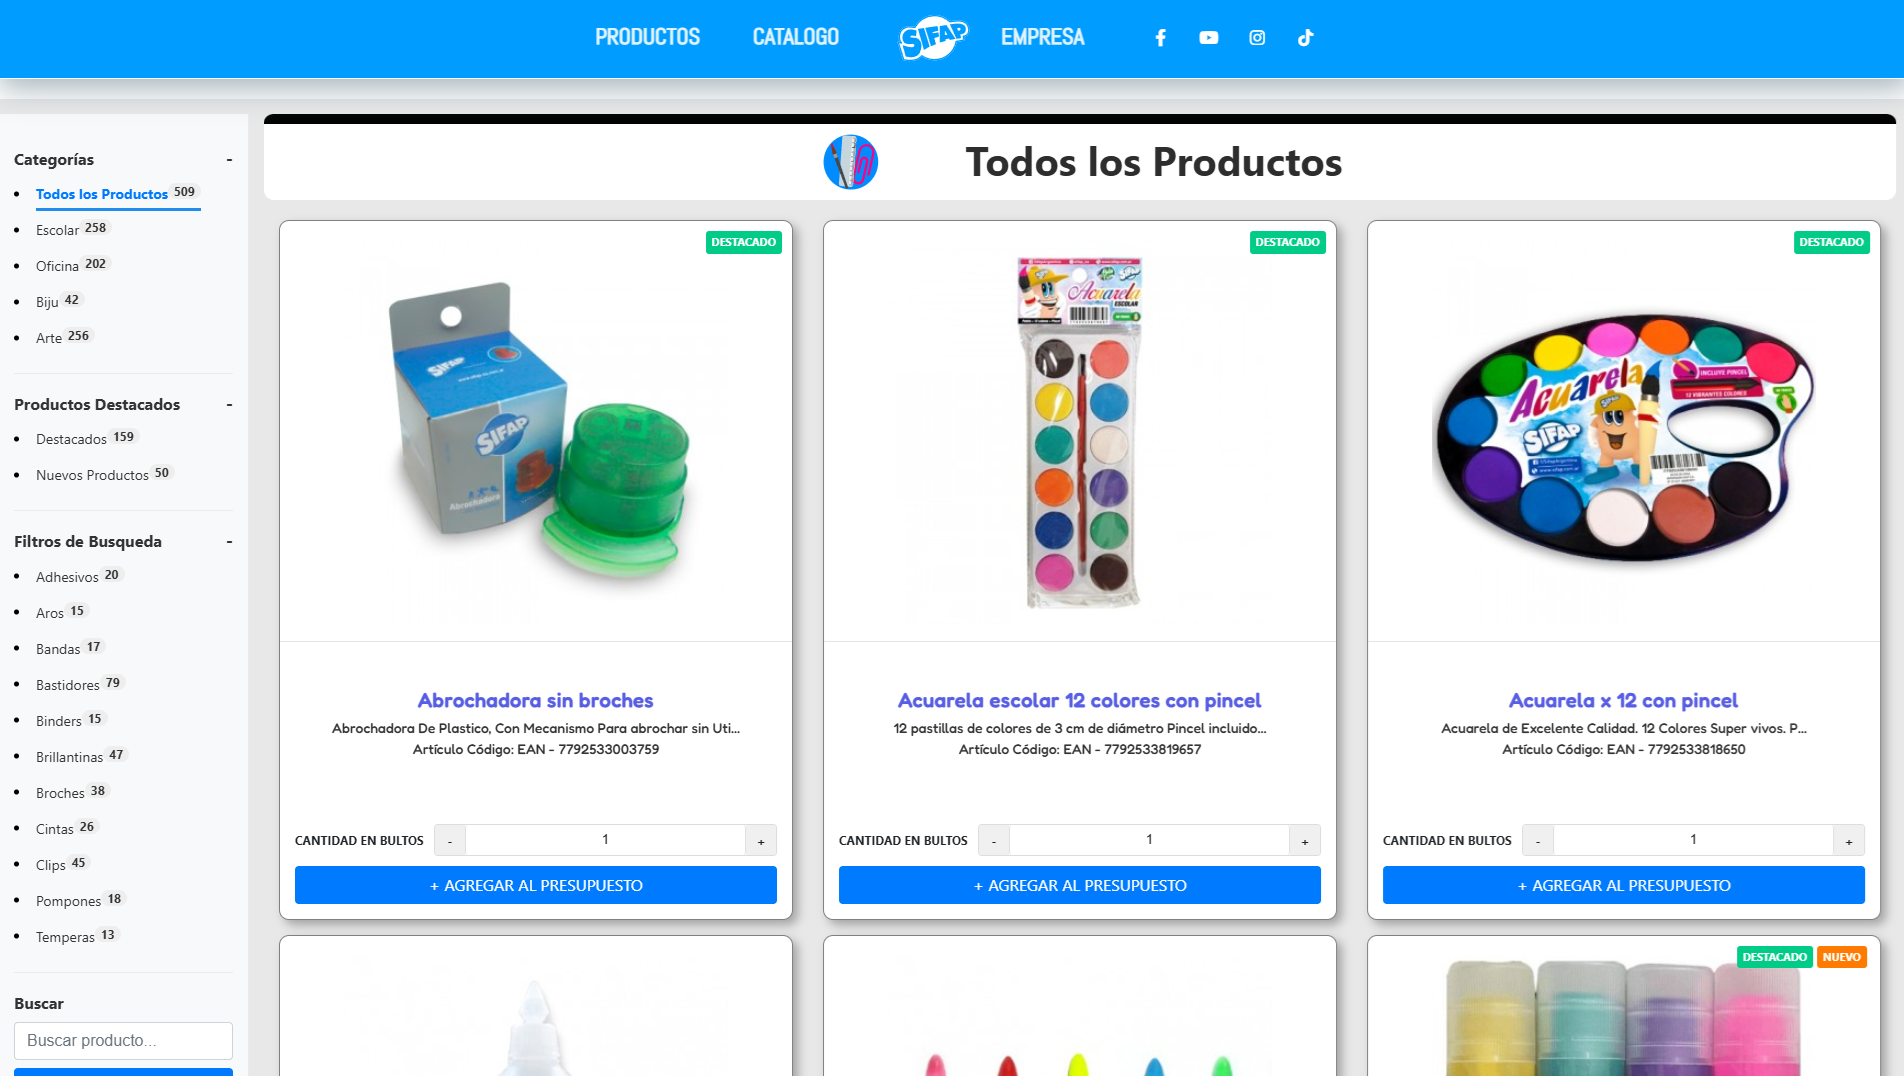 PRODUCTOS
CATALOGO
SIFAP
EMPRESA
Categorías -
Todos los Productos 509
Escolar 258
Oficina 202
Biju 42
Arte 256
Productos Destacados -
Destacados 159
Nuevos Productos 50
Filtros de Busqueda -
Adhesivos 20
Aros 15
Bandas 17
Bastidores 79
Binders 15
Brillantinas 47
Broches 38
Cintas 26
Clips 45
Pompones 18
Temperas 13
Buscar
Buscar producto...
Todos los Productos
DESTACADO
SIFAP
SIFAP
Abrochadora
Abrochadora sin broches
Abrochadora De Plastico, Con Mecanismo Para abrochar sin Uti...
Artículo Código: EAN - 7792533003759
CANTIDAD EN BULTOS - 1 +
+ AGREGAR AL PRESUPUESTO
DESTACADO
SIFAP
Acuarela
ESCOLAR
Acuarela escolar 12 colores con pincel
12 pastillas de colores de 3 cm de diámetro Pincel incluido...
Artículo Código: EAN - 7792533819657
CANTIDAD EN BULTOS - 1 +
+ AGREGAR AL PRESUPUESTO
DESTACADO
Acuarela
INCLUYE PINCEL
12 VIBRANTES COLORES
SIFAP
Acuarela x 12 con pincel
Acuarela de Excelente Calidad. 12 Colores Super vivos. P...
Artículo Código: EAN - 7792533818650
CANTIDAD EN BULTOS - 1 +
+ AGREGAR AL PRESUPUESTO
DESTACADO NUEVO